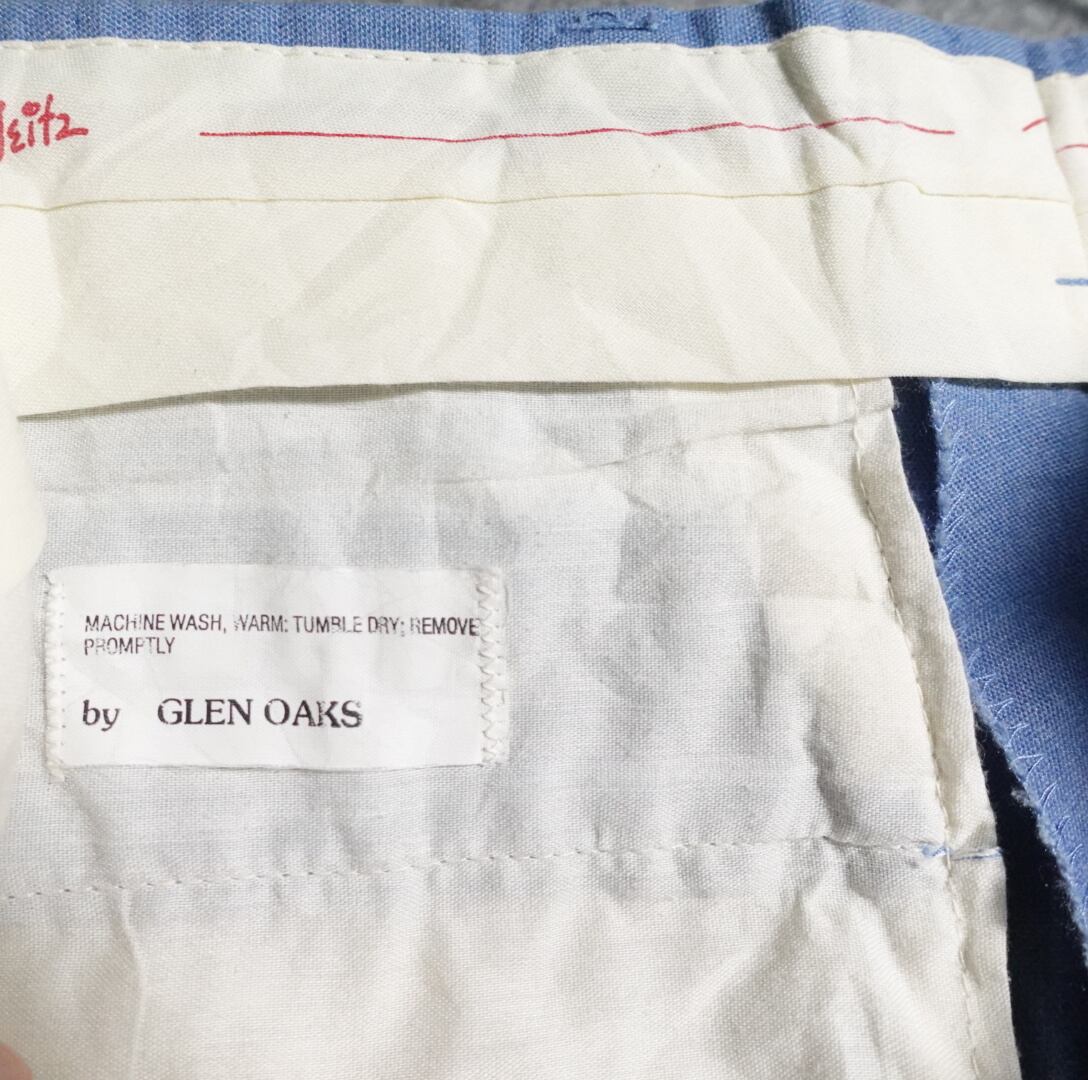 MACHINE WASH, WARM: TUMBLE DRY; REMOVE
PROMPTLY
by GLEN OAKS